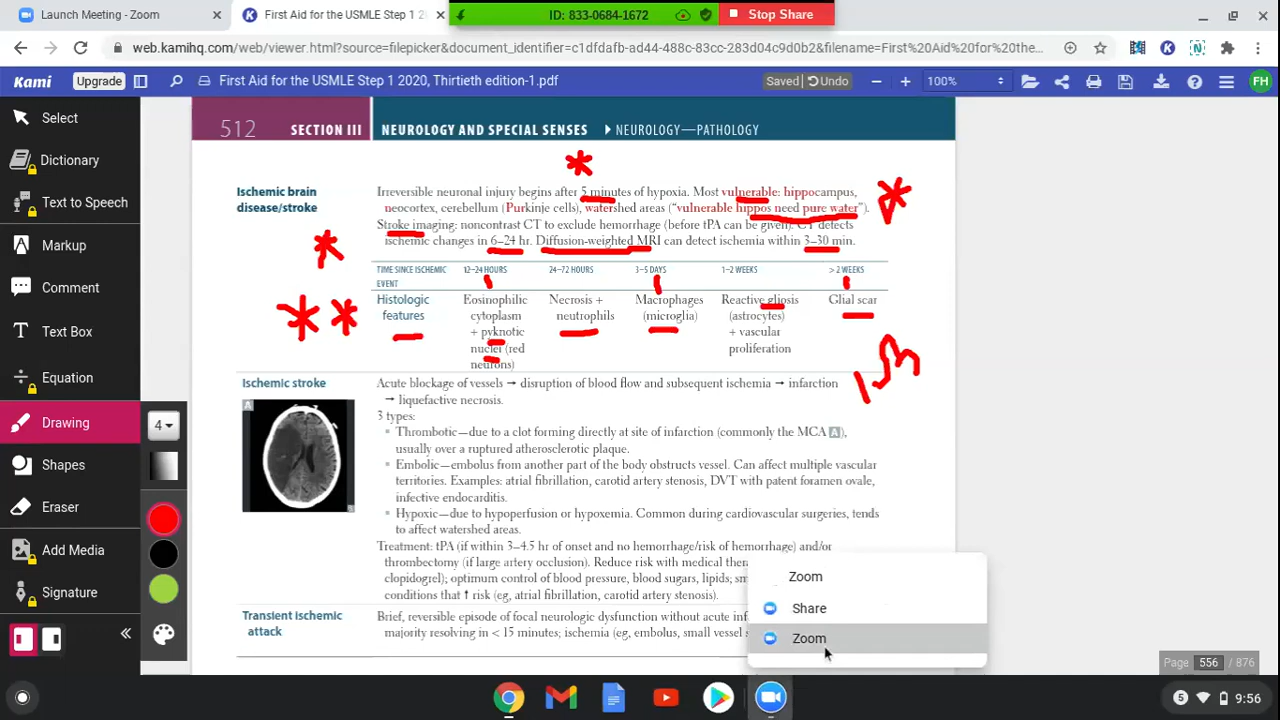 Launch Meeting - Zoom
First Aid for the USMLE Step 1 202
ID: 833-0684-1672
Stop Share
web.kamihq.com/web/viewer.html?source=filepicker&document_identifier=c1dfdafb-ad44-488c-83cc-283d04c9d0b2&filename=First%20Aid%20for%20the...
Kami
Upgrade
First Aid for the USMLE Step 1 2020, Thirtieth edition-1.pdf
Saved
Undo
100%
FH
Select
Dictionary
Text to Speech
Markup
Comment
Text Box
Equation
Drawing
4
Shapes
Eraser
Add Media
Signature
512 SECTION III NEUROLOGY AND SPECIAL SENSES NEUROLOGY—PATHOLOGY
Ischemic brain
disease/stroke
Irreversible neuronal injury begins after 5 minutes of hypoxia. Most vulnerable: hippocampus,
neocortex, cerebellum (Purkinje cells), watershed areas ("vulnerable hippos need pure water").
Stroke imaging: noncontrast CT to exclude hemorrhage (before tPA can be given). CT detects
ischemic changes in 6–24 hr. Diffusion-weighted MRI can detect ischemia within 3–30 min.
TIME SINCE ISCHEMIC
EVENT
12–24 HOURS
24–72 HOURS
3–5 DAYS
1–2 WEEKS
> 2 WEEKS
Histologic
features
Eosinophilic
cytoplasm
+ pyknotic
nuclei (red
neurons)
Necrosis +
neutrophils
Macrophages
(microglia)
Reactive gliosis
(astrocytes)
+ vascular
proliferation
Glial scar
Ischemic stroke
A
Acute blockage of vessels → disruption of blood flow and subsequent ischemia → infarction
→ liquefactive necrosis.
3 types:
▪ Thrombotic—due to a clot forming directly at site of infarction (commonly the MCA A),
usually over a ruptured atherosclerotic plaque.
▪ Embolic—embolus from another part of the body obstructs vessel. Can affect multiple vascular
territories. Examples: atrial fibrillation, carotid artery stenosis, DVT with patent foramen ovale,
infective endocarditis.
▪ Hypoxic—due to hypoperfusion or hypoxemia. Common during cardiovascular surgeries, tends
to affect watershed areas.
Treatment: tPA (if within 3–4.5 hr of onset and no hemorrhage/risk of hemorrhage) and/or
thrombectomy (if large artery occlusion). Reduce risk with medical
clopidogrel); optimum control of blood pressure, blood sugars, lipids;
conditions that ↑ risk (eg, atrial fibrillation, carotid artery stenosis).
Transient ischemic
attack
Brief, reversible episode of focal neurologic dysfunction without acute
majority resolving in < 15 minutes; ischemia (eg, embolus, small vessel
Zoom
Share
Zoom
Page 556 / 876
5
9:56